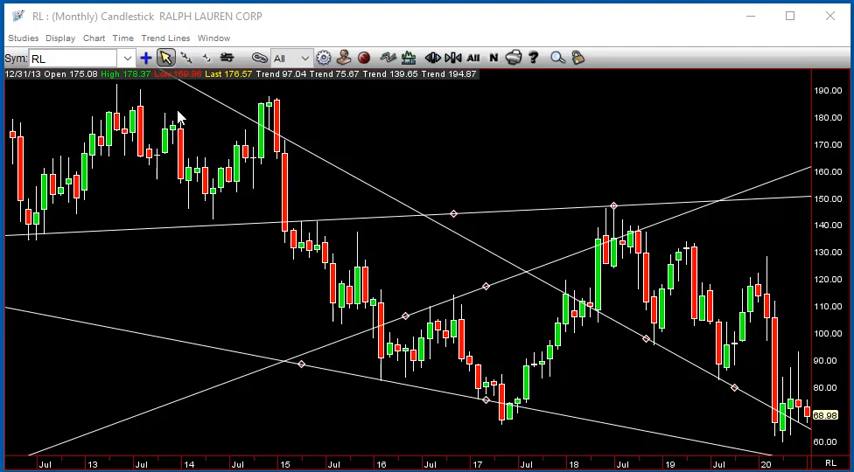 RL : (Monthly) Candlestick  RALPH LAUREN CORP
Studies Display Chart Time Trend Lines Window
Sym: RL All All N ?
12/31/13 Open 175.08 High 178.37 Low 169.86 Last 176.57 Trend 97.04 Trend 75.67 Trend 139.65 Trend 194.87
190.00
180.00
170.00
160.00
150.00
140.00
130.00
120.00
110.00
100.00
90.00
80.00
68.98
60.00
Jul 13 Jul 14 Jul 15 Jul 16 Jul 17 Jul 18 Jul 19 Jul 20 RL